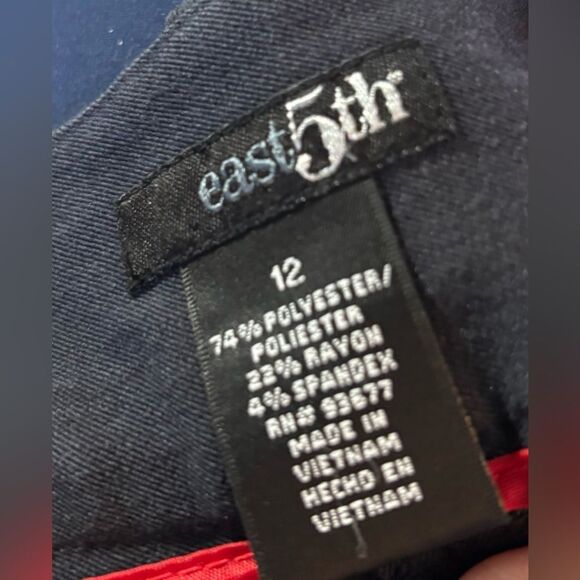 east5th
12
74% POLYESTER/
POLIESTER
22% RAYON
4% SPANDEX
RN# 93677
MADE IN
VIETNAM
HECHO EN
VIETNAM